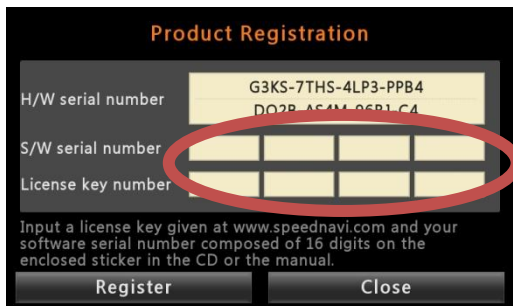 Product Registration
H/W serial number
G3KS-7THS-4LP3-PPB4
S/W serial number
License key number
Input a license key given at www.speednavi.com and your
software serial number composed of 16 digits on the
enclosed sticker in the CD or the manual.
Register Close